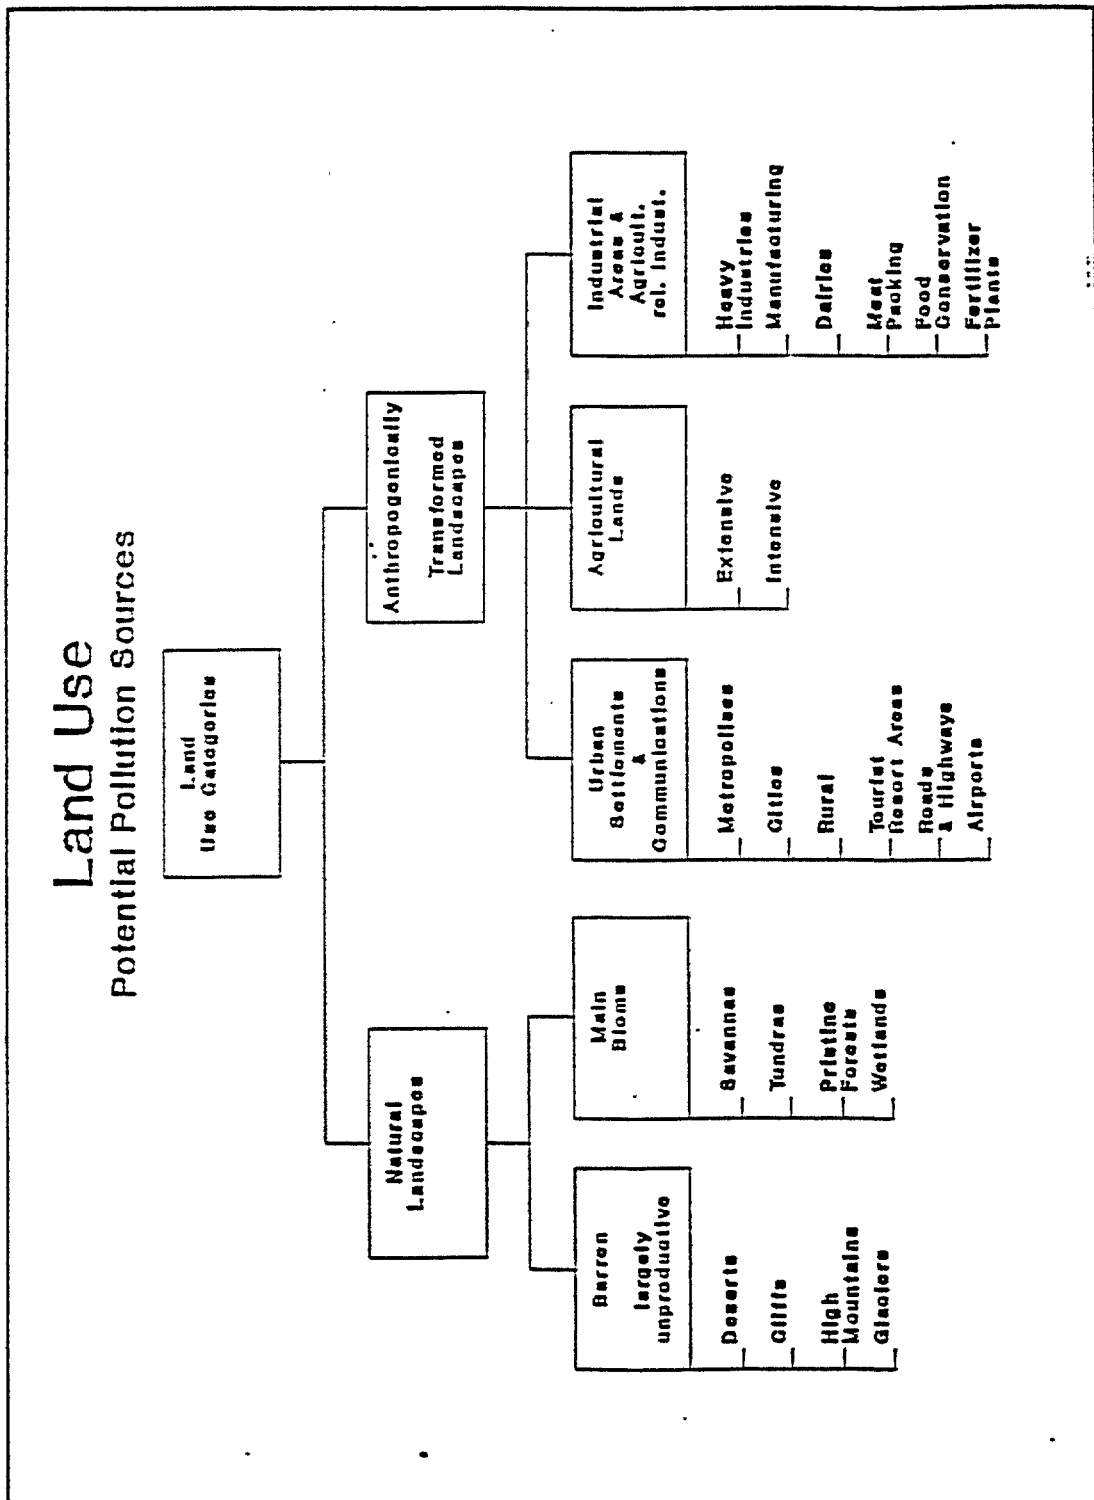 Land Use
Potential Pollution Sources
Land
Use Categories
Natural
Landscapes
Anthropogenically
Transformed
Landscapes
Barren
largely
unproductive
Deserts
Cliffs
High
Mountains
Glaciers
Main
Bioms
Savannas
Tundras
Pristine
Forests
Wetlands
Urban
Settlements
&
Communications
Metropolises
Cities
Rural
Tourist
Resort Areas
Roads
& Highways
Airports
Agricultural
Lands
Extensive
Intensive
Industrial
Areas &
Agricult.
rel. Indust.
Heavy
Industries
Manufacturing
Dairies
Meat
Packing
Food
Conservation
Fertilizer
Plants